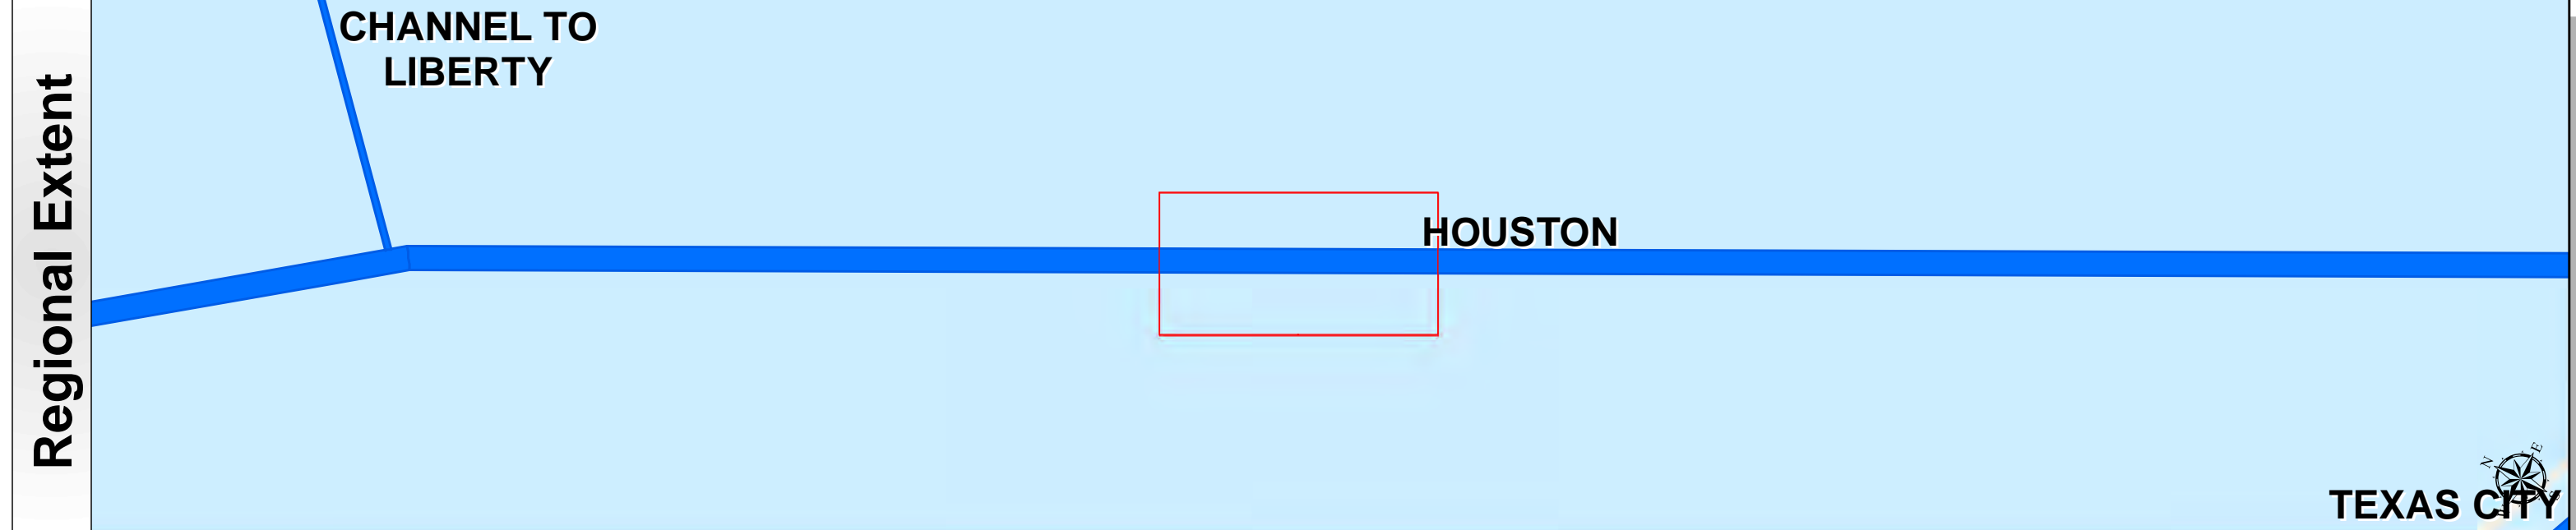 Regional Extent
CHANNEL TO
LIBERTY
HOUSTON
N
E
TEXAS CITY